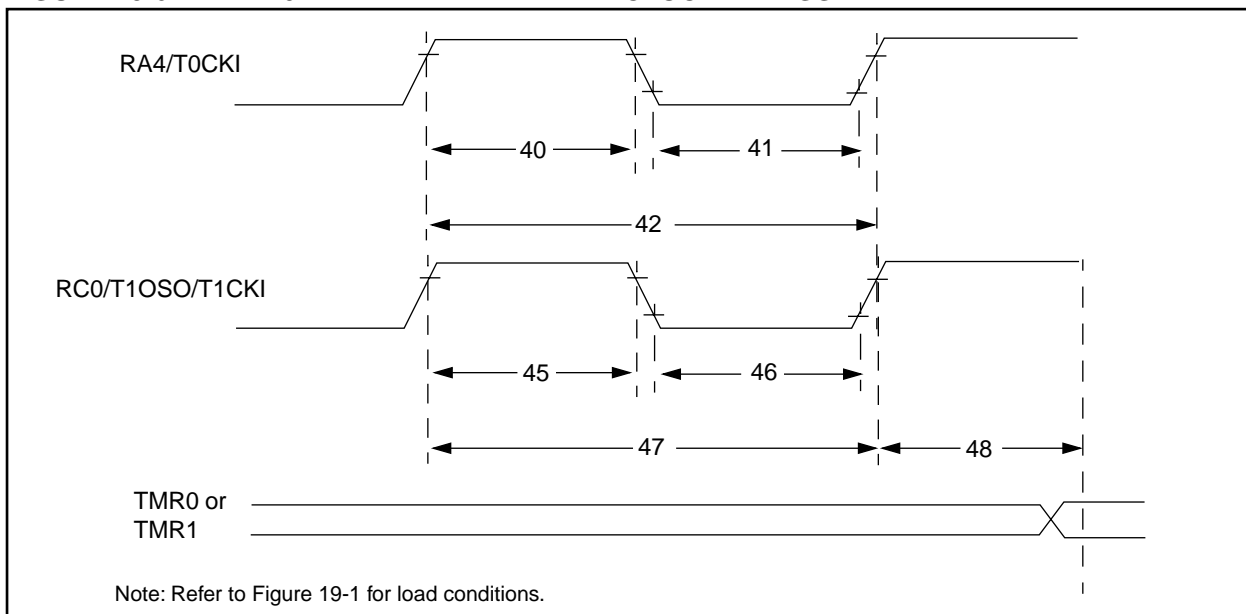 RA4/T0CKI
40
41
42
RC0/T1OSO/T1CKI
45
46
47
48
TMR0 or
TMR1
Note: Refer to Figure 19-1 for load conditions.